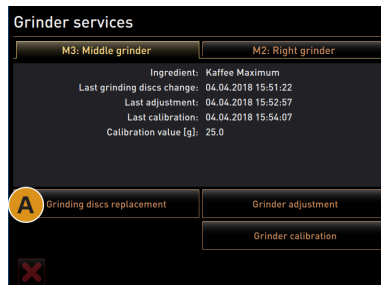 Grinder services
M3: Middle grinder
M2: Right grinder
Ingredient: Kaffee Maximum
Last grinding discs change: 04.04.2018 15:51:22
Last adjustment: 04.04.2018 15:52:57
Last calibration: 04.04.2018 15:54:07
Calibration value [g]: 25.0
A
Grinding discs replacement
Grinder adjustment
Grinder calibration